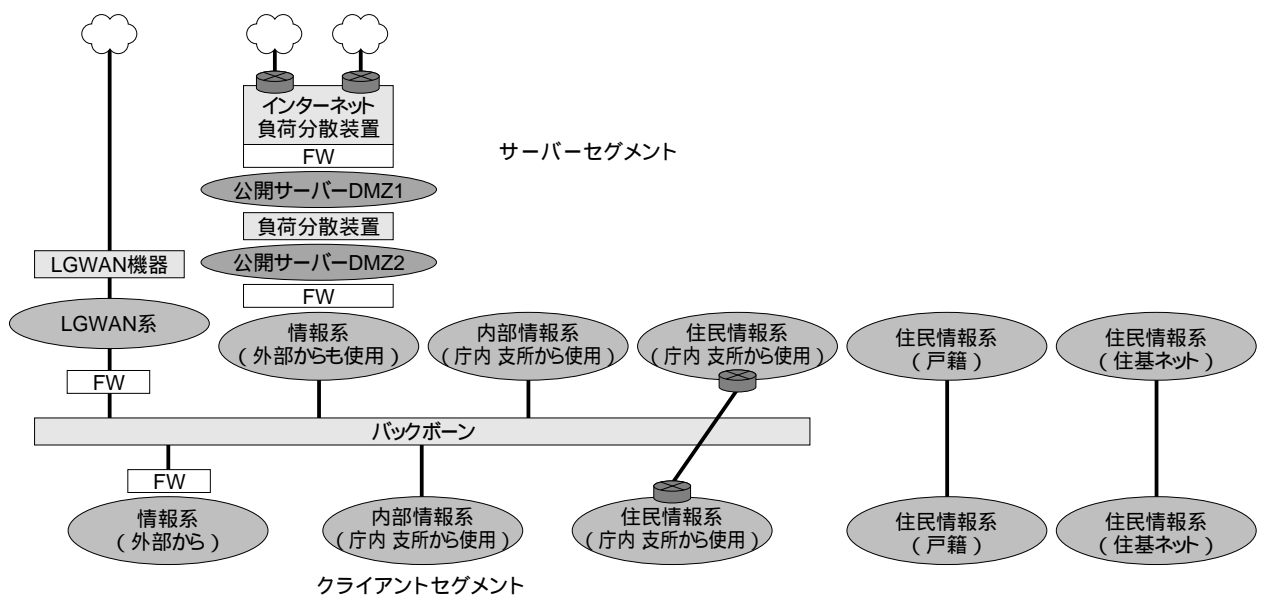 インターネット
負荷分散装置
FW
サーバーセグメント
公開サーバーDMZ1
負荷分散装置
LGWAN機器
公開サーバーDMZ2
FW
LGWAN系
情報系
（外部からも使用）
内部情報系
（庁内 支所から使用）
住民情報系
（庁内 支所から使用）
住民情報系
（戸籍）
住民情報系
（住基ネット）
FW
バックボーン
FW
情報系
（外部から）
内部情報系
（庁内 支所から使用）
住民情報系
（庁内 支所から使用）
住民情報系
（戸籍）
住民情報系
（住基ネット）
クライアントセグメント